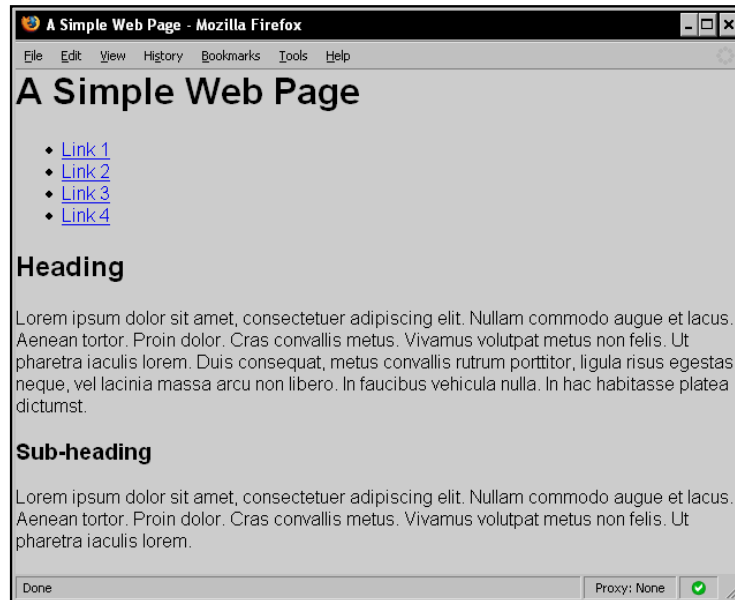 A Simple Web Page - Mozilla Firefox
File Edit View History Bookmarks Tools Help
A Simple Web Page
Link 1
Link 2
Link 3
Link 4
Heading
Lorem ipsum dolor sit amet, consectetuer adipiscing elit. Nullam commodo augue et lacus.
Aenean tortor. Proin dolor. Cras convallis metus. Vivamus volutpat metus non felis. Ut
pharetra iaculis lorem. Duis consequat, metus convallis rutrum porttitor, ligula risus egestas
neque, vel lacinia massa arcu non libero. In faucibus vehicula nulla. In hac habitasse platea
dictumst.
Sub-heading
Lorem ipsum dolor sit amet, consectetuer adipiscing elit. Nullam commodo augue et lacus.
Aenean tortor. Proin dolor. Cras convallis metus. Vivamus volutpat metus non felis. Ut
pharetra iaculis lorem.
Done Proxy: None